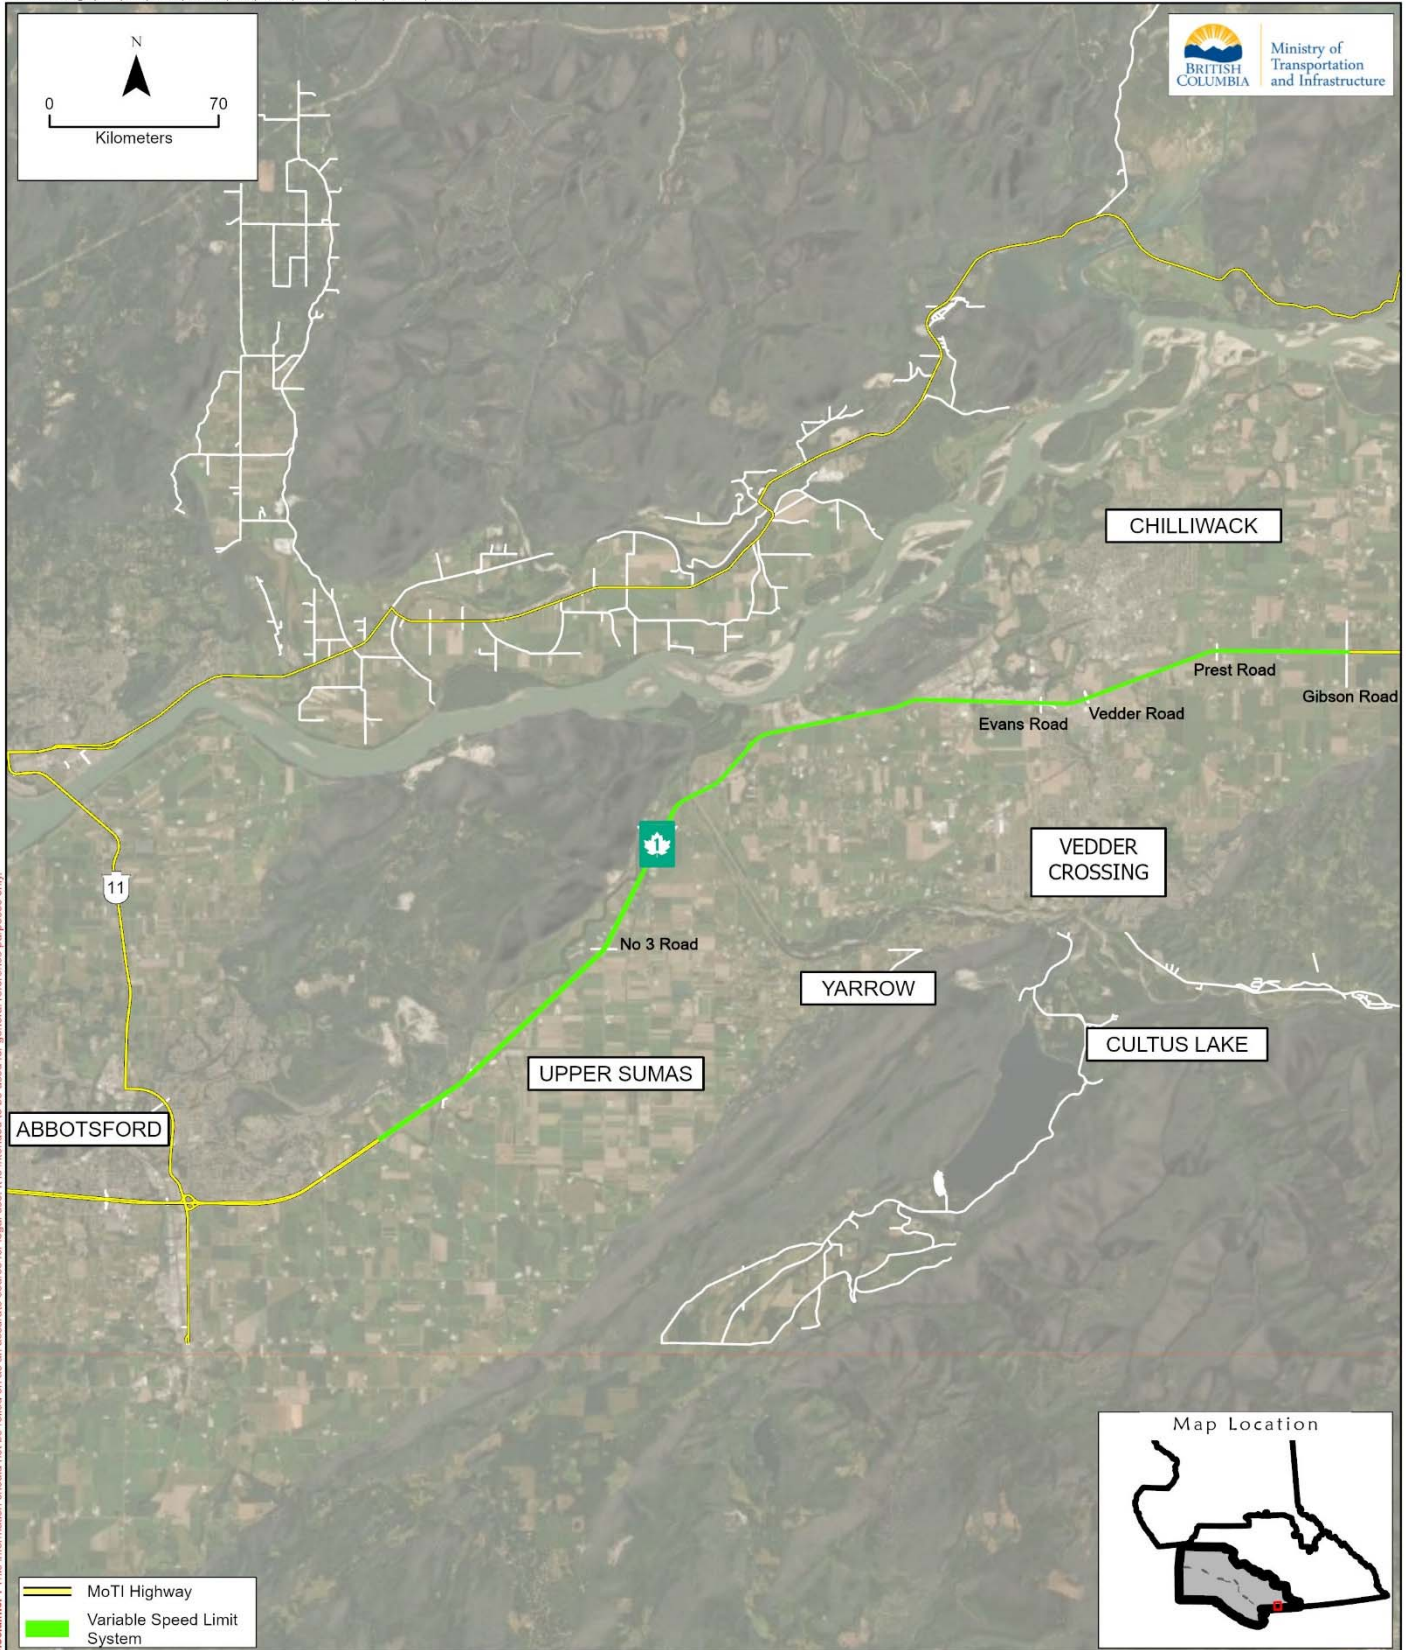 N
0 70
Kilometers
BRITISH
COLUMBIA
Ministry of
Transportation
and Infrastructure
CHILLIWACK
Prest Road
Gibson Road
Vedder Road
Evans Road
1
VEDDER
CROSSING
11
No 3 Road
YARROW
CULTUS LAKE
UPPER SUMAS
ABBOTSFORD
Map Location
MoTI Highway
Variable Speed Limit
System